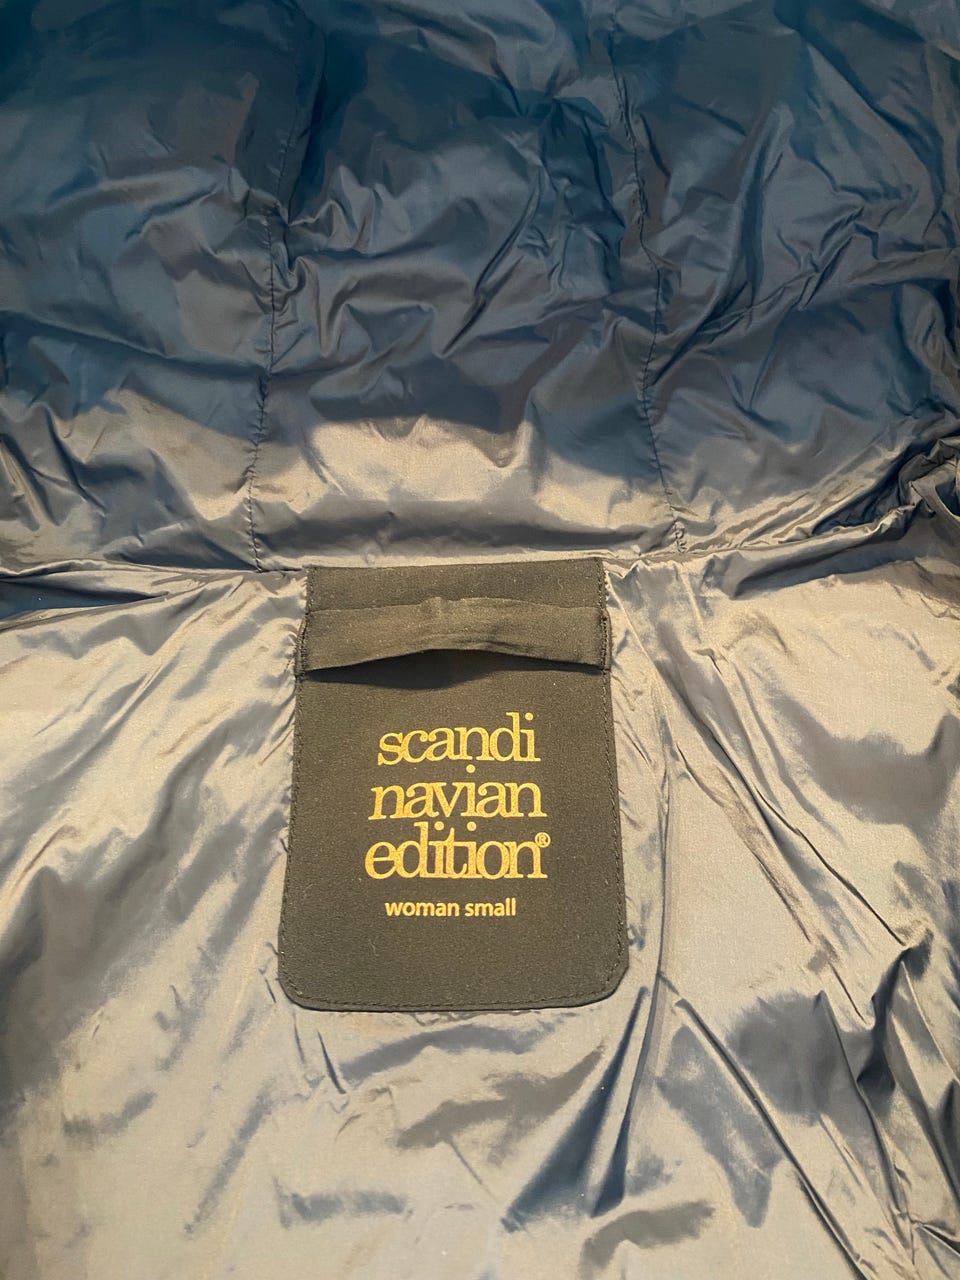 scandi
navian
edition®
woman small